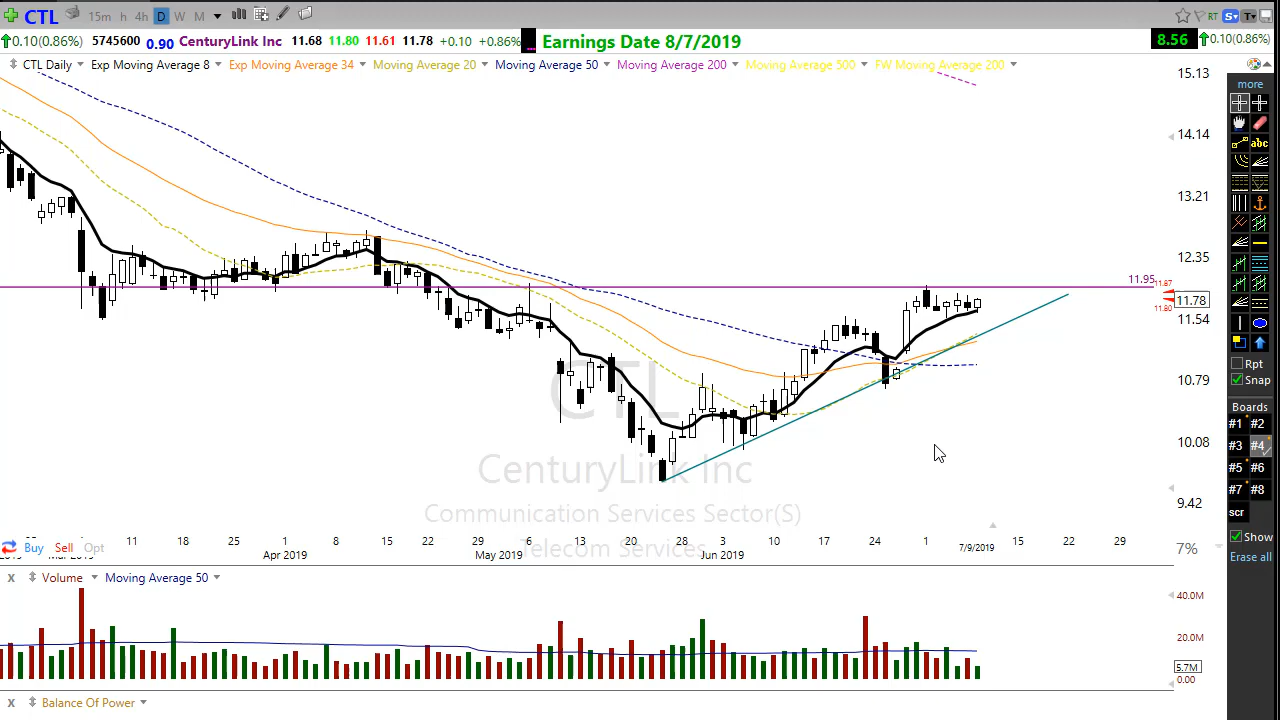 CTL 15m h 4h D W M RT S T
0.10(0.86%) 5745600 0.90 CenturyLink Inc 11.68 11.80 11.61 11.78 +0.10 +0.86% ... Earnings Date 8/7/2019 8.56 0.10(0.86%)
CTL Daily Exp Moving Average 8 Exp Moving Average 34 Moving Average 20 Moving Average 50 Moving Average 200 Moving Average 500 FW Moving Average 200
15.13
more
14.14
abc
13.21
12.35
11.95 11.87
11.78
11.80
11.54
Rpt
10.79
Snap
CTL
Boards
#1 #2
10.08
#3 #4
CenturyLink Inc
#5 #6
#7 #8
9.42
Communication Services Sector(S)
scr
11 18 25 1 8 15 22 29 6 13 20 28 3 10 17 24 1 7/9/2019 15 22 29
Apr 2019 May 2019 Jun 2019
Show
Buy Sell Opt
Telecom Services
7%
Erase all
X Volume Moving Average 50
40.0M
20.0M
5.7M
0.00
X Balance Of Power